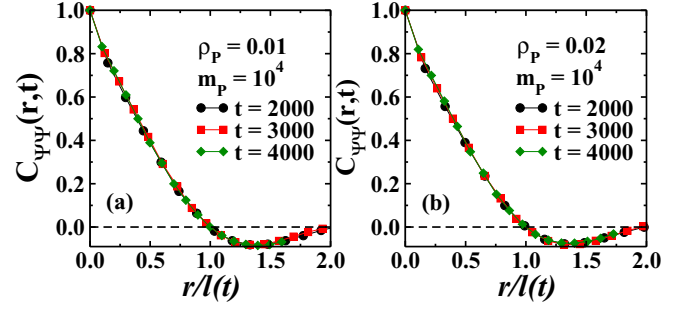 1.0
0.8
0.6
0.4
0.2
0.0
C_ΨΨ(r,t)
ρ_P = 0.01
m_P = 10^4
t = 2000
t = 3000
t = 4000
(a)
0.0 0.5 1.0 1.5 2.0
r/l(t)
1.0
0.8
0.6
0.4
0.2
0.0
C_ΨΨ(r,t)
ρ_P = 0.02
m_P = 10^4
t = 2000
t = 3000
t = 4000
(b)
0.0 0.5 1.0 1.5 2.0
r/l(t)